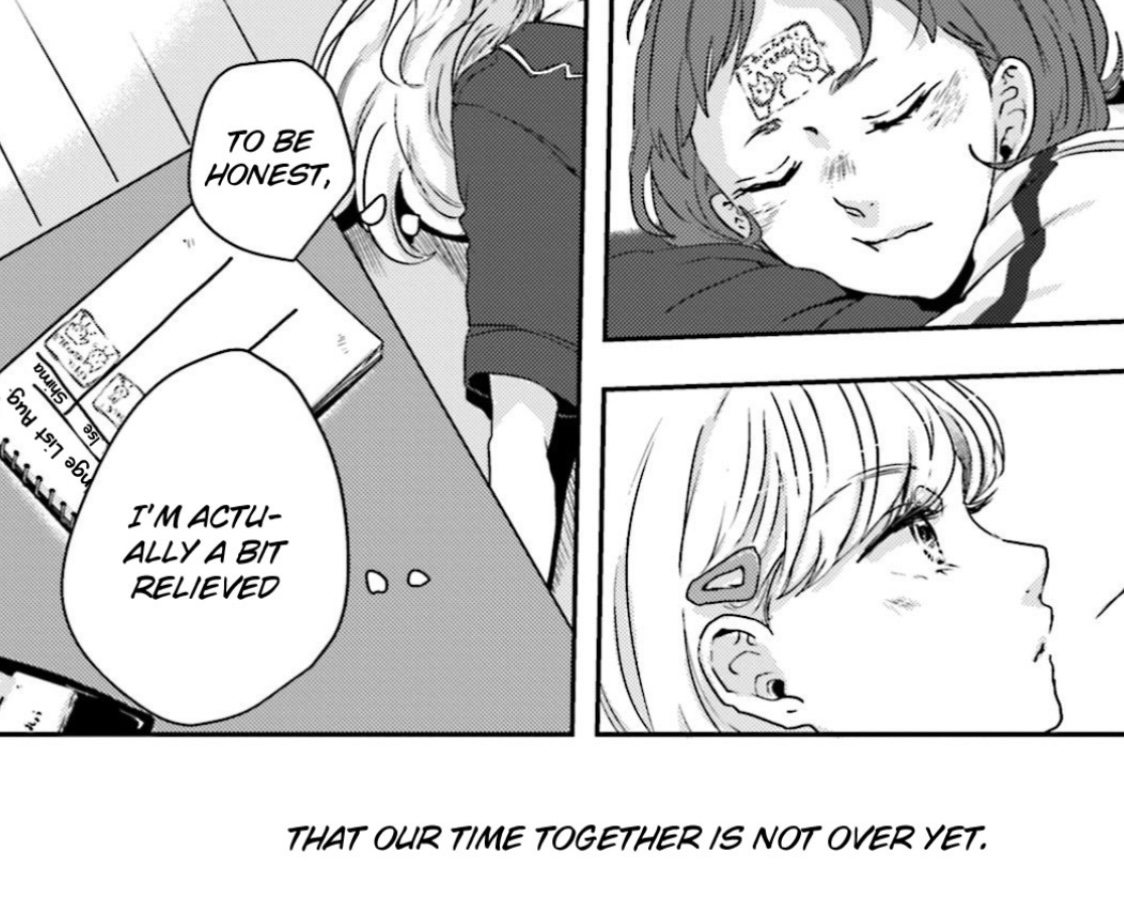 TO BE
HONEST,
I'M ACTU-
ALLY A BIT
RELIEVED
nge List Aug.
Ise
Ishima
THAT OUR TIME TOGETHER IS NOT OVER YET.